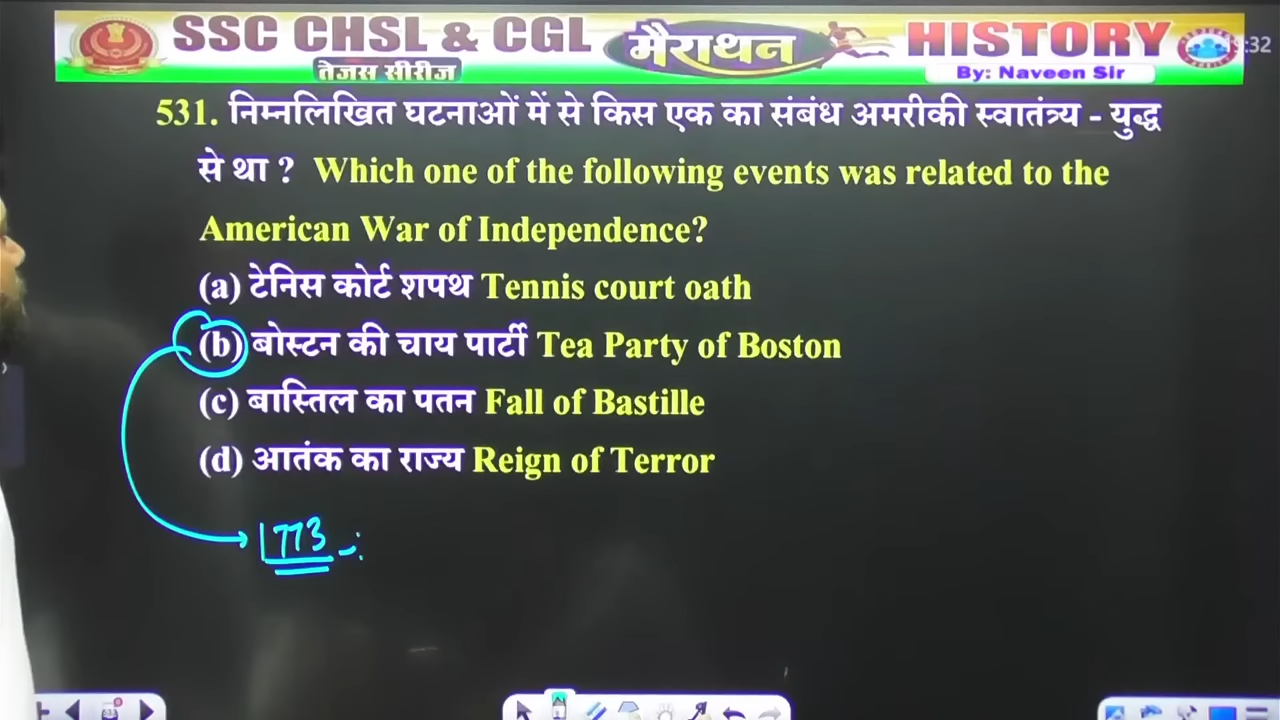 SSC CHSL & CGL मैराथन HISTORY
तेजस सीरीज By: Naveen Sir
531. निम्नलिखित घटनाओं में से किस एक का संबंध अमरीकी स्वातंत्र्य - युद्ध
से था ? Which one of the following events was related to the
American War of Independence?
(a) टेनिस कोर्ट शपथ Tennis court oath
(b) बोस्टन की चाय पार्टी Tea Party of Boston
(c) बास्तिल का पतन Fall of Bastille
(d) आतंक का राज्य Reign of Terror
1773